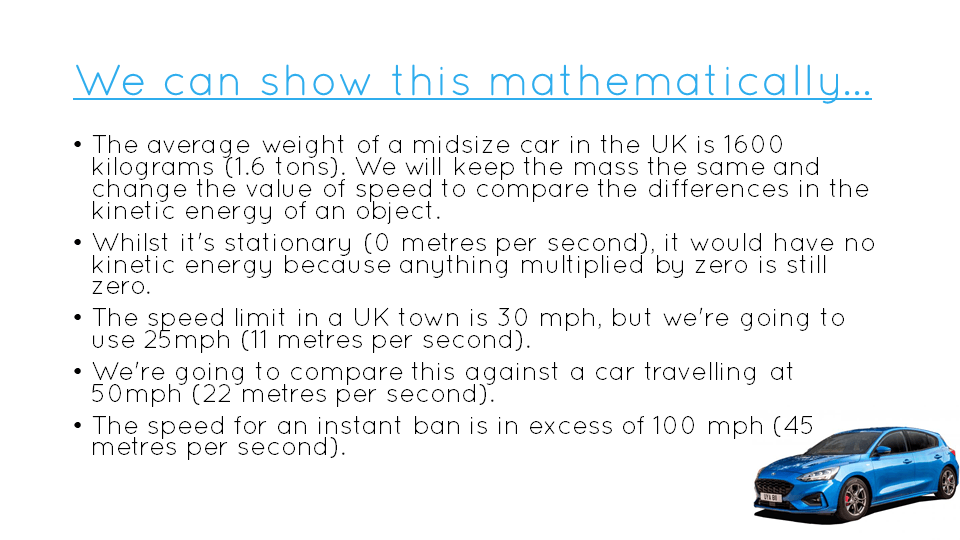 We can show this mathematically...
• The average weight of a midsize car in the UK is 1600
kilograms (1.6 tons). We will keep the mass the same and
change the value of speed to compare the differences in the
kinetic energy of an object.
• Whilst it's stationary (0 metres per second), it would have no
kinetic energy because anything multiplied by zero is still
zero.
• The speed limit in a UK town is 30 mph, but we're going to
use 25mph (11 metres per second).
• We're going to compare this against a car travelling at
50mph (22 metres per second).
• The speed for an instant ban is in excess of 100 mph (45
metres per second).